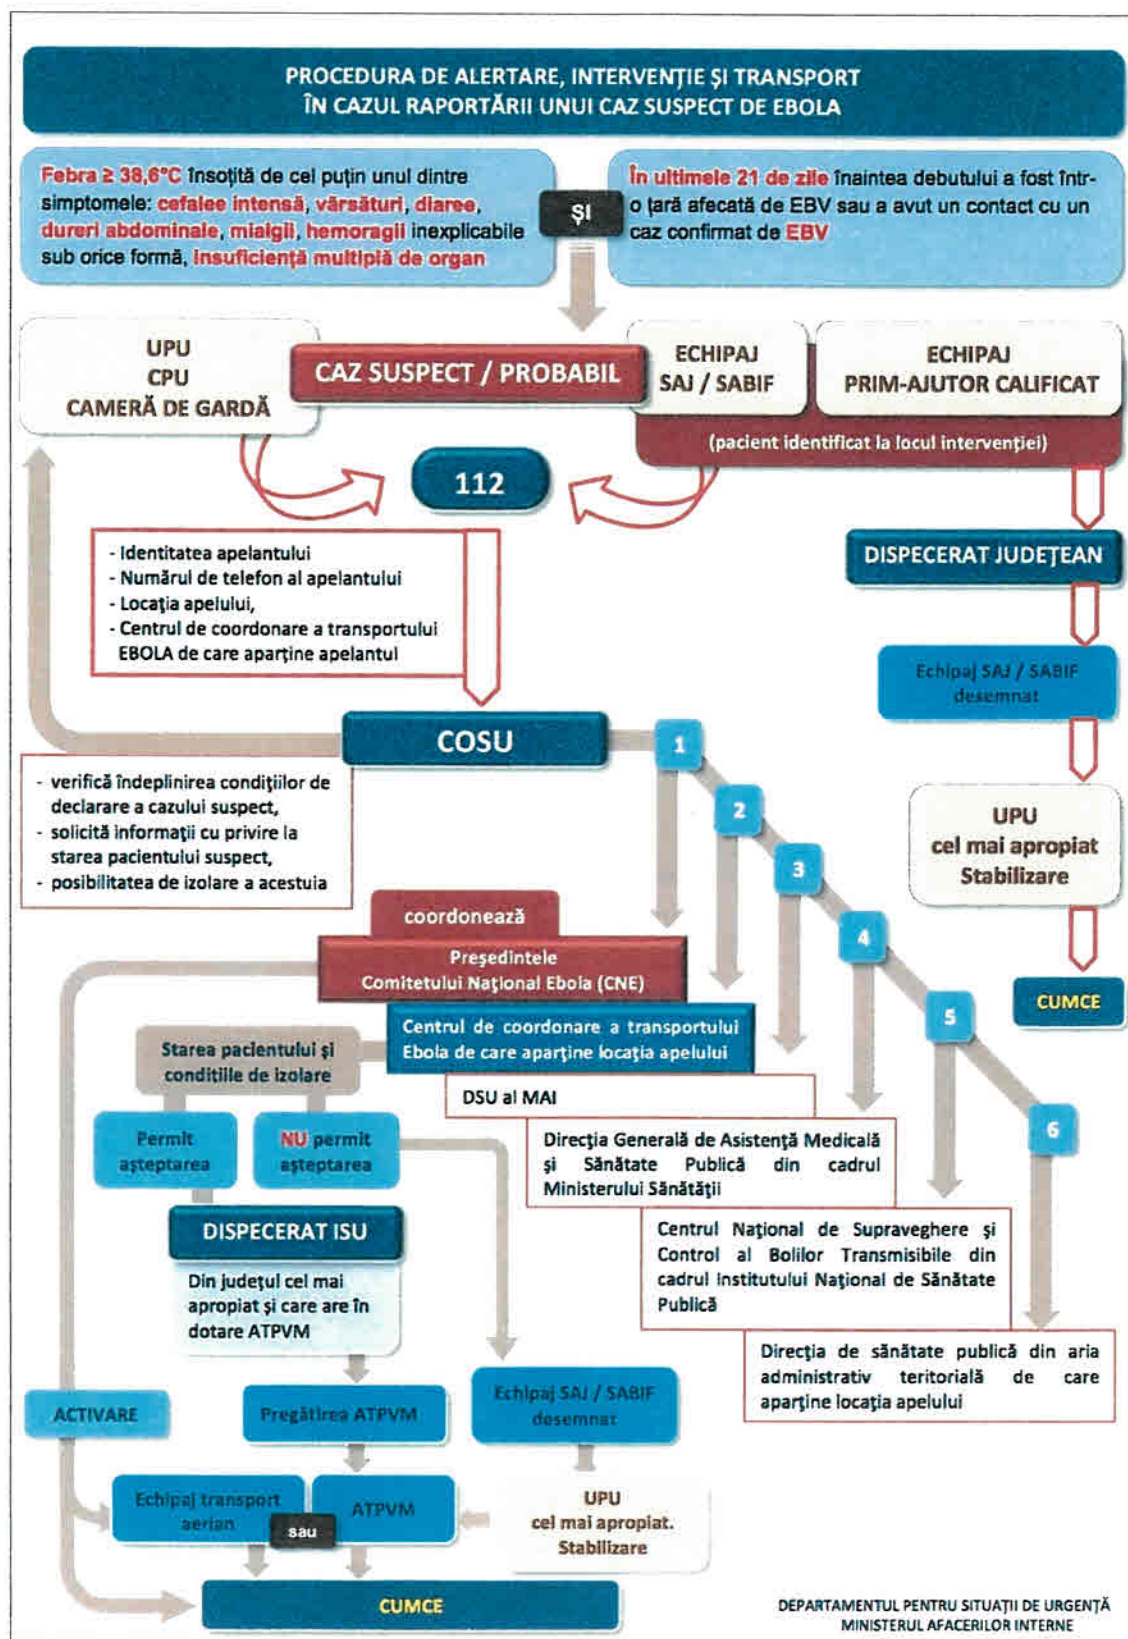 PROCEDURA DE ALERTARE, INTERVENȚIE ȘI TRANSPORT
ÎN CAZUL RAPORTĂRII UNUI CAZ SUSPECT DE EBOLA
Febra ≥ 38,6°C însoțită de cel puțin unul dintre
simptomele: cefalee intensă, vărsături, diaree,
dureri abdominale, mialgii, hemoragii inexplicabile
sub orice formă, insuficiență multiplă de organ
ȘI
În ultimele 21 de zile înaintea debutului a fost într-
o țară afectată de EBV sau a avut un contact cu un
caz confirmat de EBV
UPU
CPU
CAMERĂ DE GARDĂ
CAZ SUSPECT / PROBABIL
ECHIPAJ
SAJ / SABIF
ECHIPAJ
PRIM-AJUTOR CALIFICAT
(pacient identificat la locul intervenției)
112
- Identitatea apelantului
- Numărul de telefon al apelantului
- Locația apelului,
- Centrul de coordonare a transportului
EBOLA de care aparține apelantul
DISPECERAT JUDEȚEAN
Echipaj SAJ / SABIF
desemnat
UPU
cel mai apropiat
Stabilizare
CUMCE
COSU
- verifică îndeplinirea condițiilor de
declarare a cazului suspect,
- solicită informații cu privire la
starea pacientului suspect,
- posibilitatea de izolare a acestuia
1
2
3
4
5
6
coordonează
Președintele
Comitetului Național Ebola (CNE)
Centrul de coordonare a transportului
Ebola de care aparține locația apelului
DSU al MAI
Direcția Generală de Asistență Medicală
și Sănătate Publică din cadrul
Ministerului Sănătății
Centrul Național de Supraveghere și
Control al Bolilor Transmisibile din
cadrul Institutului Național de Sănătate
Publică
Direcția de sănătate publică din aria
administrativ teritorială de care
aparține locația apelului
Starea pacientului și
conditiile de izolare
Permit
așteptarea
NU permit
așteptarea
DISPECERAT ISU
Din județul cel mai
apropiat și care are în
dotare ATPVM
ACTIVARE
Pregătirea ATPVM
Echipaj SAJ / SABIF
desemnat
Echipaj transport
aerian
sau
ATPVM
UPU
cel mai apropiat.
Stabilizare
CUMCE
DEPARTAMENTUL PENTRU SITUAȚII DE URGENȚĂ
MINISTERUL AFACERILOR INTERNE